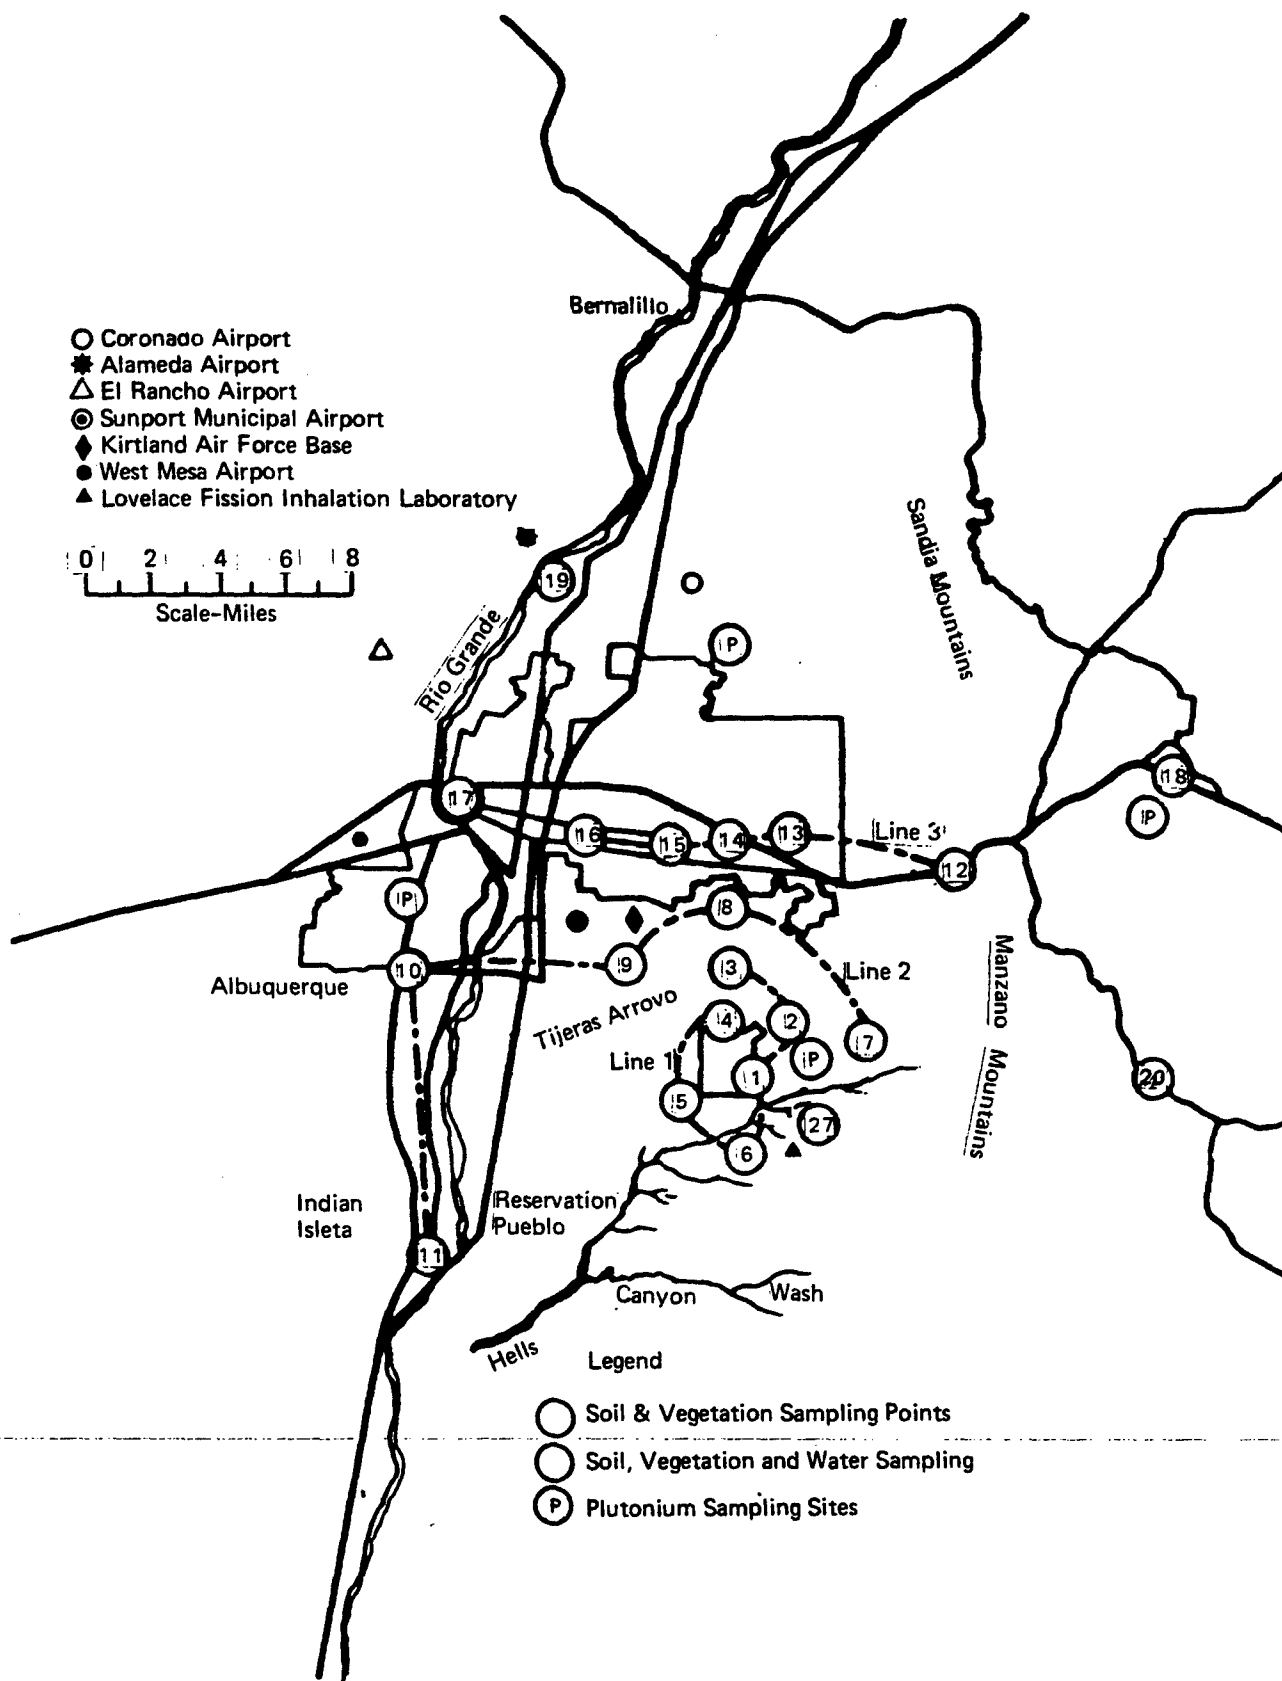 Bernalillo
Coronado Airport
Alameda Airport
El Rancho Airport
Sunport Municipal Airport
Kirtland Air Force Base
West Mesa Airport
Lovelace Fission Inhalation Laboratory
0 2 4 6 8
Scale-Miles
Sandia Mountains
19
Rio Grande
P
17
16
15
14
13
Line 3
12
18
P
P
8
10
9
3
Line 2
Albuquerque
Tijeras Arrovo
4
2
7
Line 1
1
P
5
27
6
Manzano
Mountains
20
Indian
Isleta
Reservation
Pueblo
11
Canyon
Wash
Hells
Legend
Soil & Vegetation Sampling Points
Soil, Vegetation and Water Sampling
P Plutonium Sampling Sites